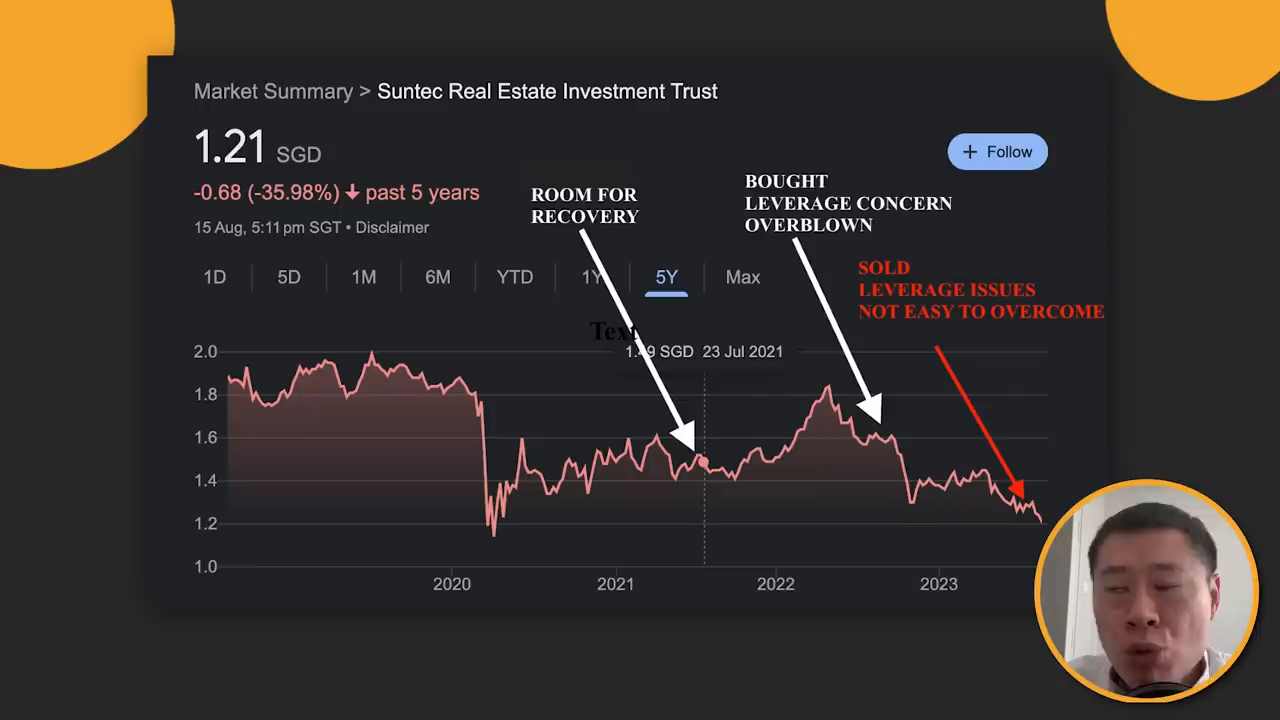 Market Summary > Suntec Real Estate Investment Trust
1.21 SGD
+ Follow
-0.68 (-35.98%) ↓ past 5 years
15 Aug, 5:11 pm SGT • Disclaimer
ROOM FOR
RECOVERY
BOUGHT
LEVERAGE CONCERN
OVERBLOWN
SOLD
LEVERAGE ISSUES
NOT EASY TO OVERCOME
1D 5D 1M 6M YTD 1Y 5Y Max
Text
1.49 SGD 23 Jul 2021
2.0
1.8
1.6
1.4
1.2
1.0
2020 2021 2022 2023